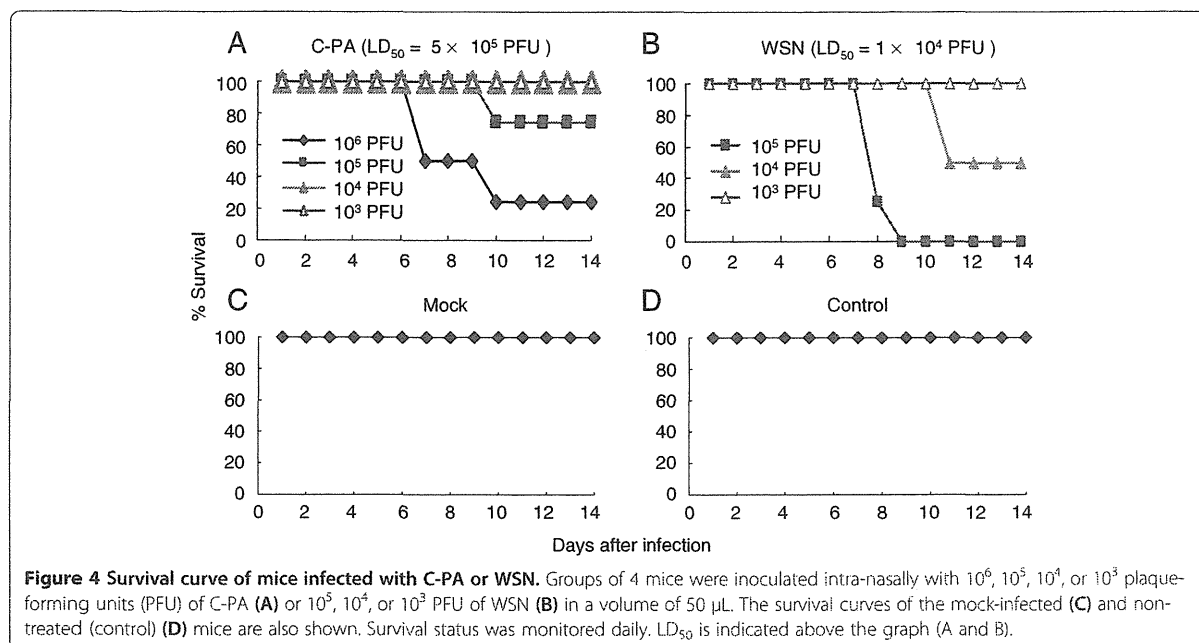 A
C-PA (LD₅₀ = 5 × 10⁵ PFU )
B
WSN (LD₅₀ = 1 × 10⁴ PFU )
100
80
60
40
20
0
10⁶ PFU
10⁵ PFU
10⁴ PFU
10³ PFU
0 2 4 6 8 10 12 14
100
80
60
40
20
0
10⁵ PFU
10⁴ PFU
10³ PFU
0 2 4 6 8 10 12 14
% Survival
C
Mock
D
Control
100
80
60
40
20
0
0 2 4 6 8 10 12 14
100
80
60
40
20
0
0 2 4 6 8 10 12 14
Days after infection
Figure 4 Survival curve of mice infected with C-PA or WSN. Groups of 4 mice were inoculated intra-nasally with 10⁶, 10⁵, 10⁴, or 10³ plaque-
forming units (PFU) of C-PA (A) or 10⁵, 10⁴, or 10³ PFU of WSN (B) in a volume of 50 μL. The survival curves of the mock-infected (C) and non-
treated (control) (D) mice are also shown. Survival status was monitored daily. LD₅₀ is indicated above the graph (A and B).